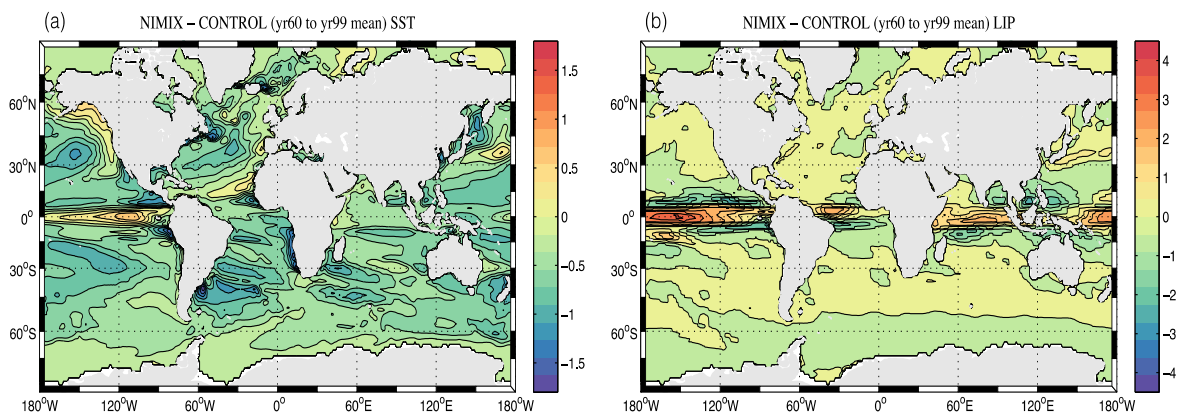 (a) NIMIX – CONTROL (yr60 to yr99 mean) SST
60°N
30°N
0°
30°S
60°S
180°W 120°W 60°W 0° 60°E 120°E 180°W
1.5
1
0.5
0
−0.5
−1
−1.5
(b) NIMIX – CONTROL (yr60 to yr99 mean) LIP
60°N
30°N
0°
30°S
60°S
180°W 120°W 60°W 0° 60°E 120°E 180°W
4
3
2
1
0
−1
−2
−3
−4